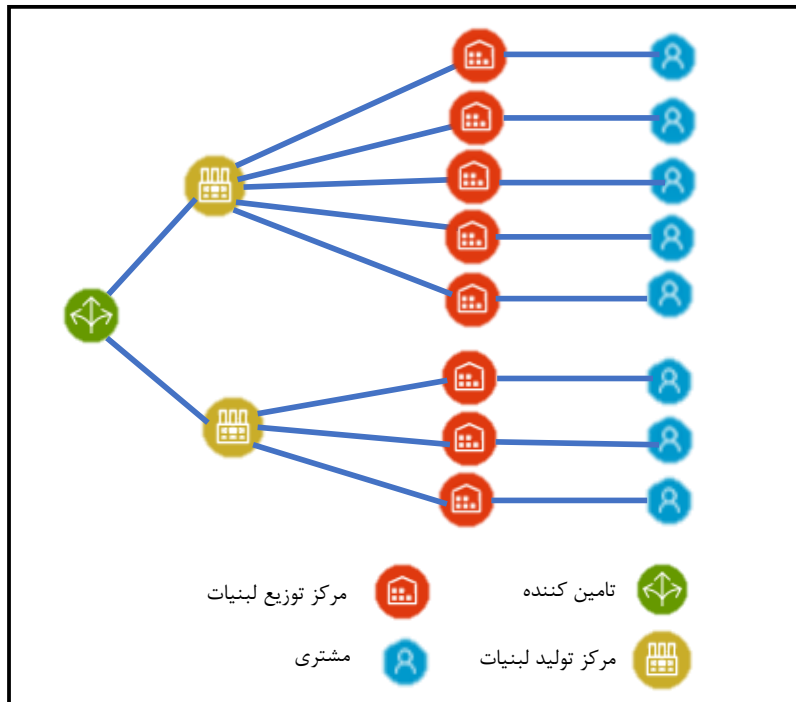 تامین کننده
مرکز توزیع لبنیات
مرکز تولید لبنیات
مشتری